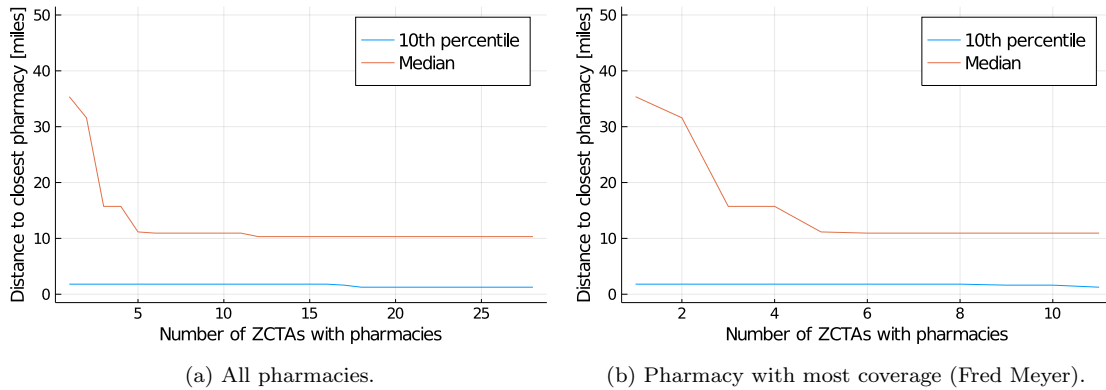 Distance to closest pharmacy [miles]
50
40
30
20
10
0
10th percentile
Median
5
10
15
20
25
Number of ZCTAs with pharmacies
(a) All pharmacies.
Distance to closest pharmacy [miles]
50
40
30
20
10
0
10th percentile
Median
2
4
6
8
10
Number of ZCTAs with pharmacies
(b) Pharmacy with most coverage (Fred Meyer).